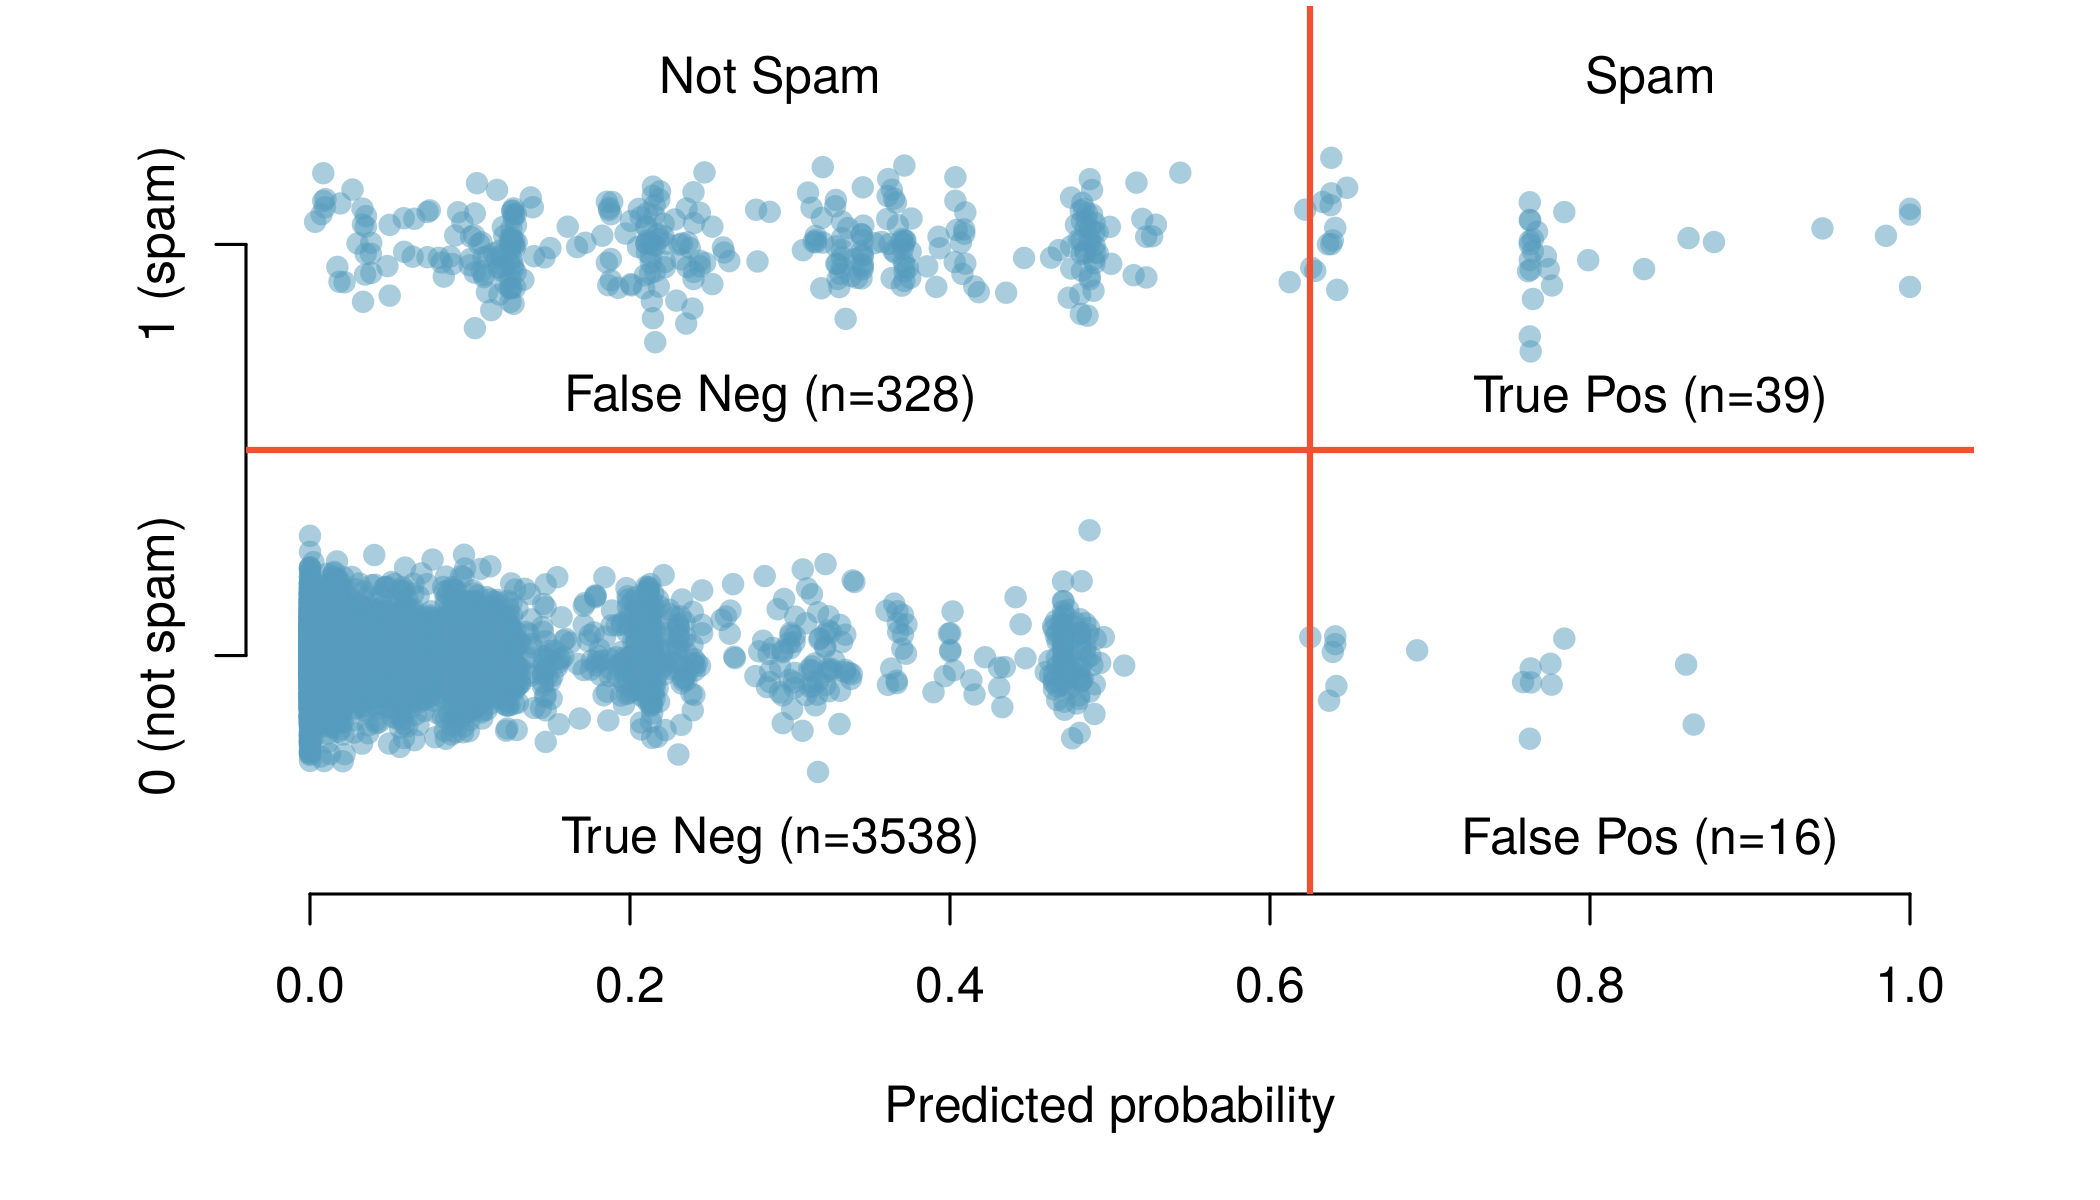 Not Spam
Spam
1 (spam)
False Neg (n=328)
True Pos (n=39)
0 (not spam)
True Neg (n=3538)
False Pos (n=16)
0.0
0.2
0.4
0.6
0.8
1.0
Predicted probability